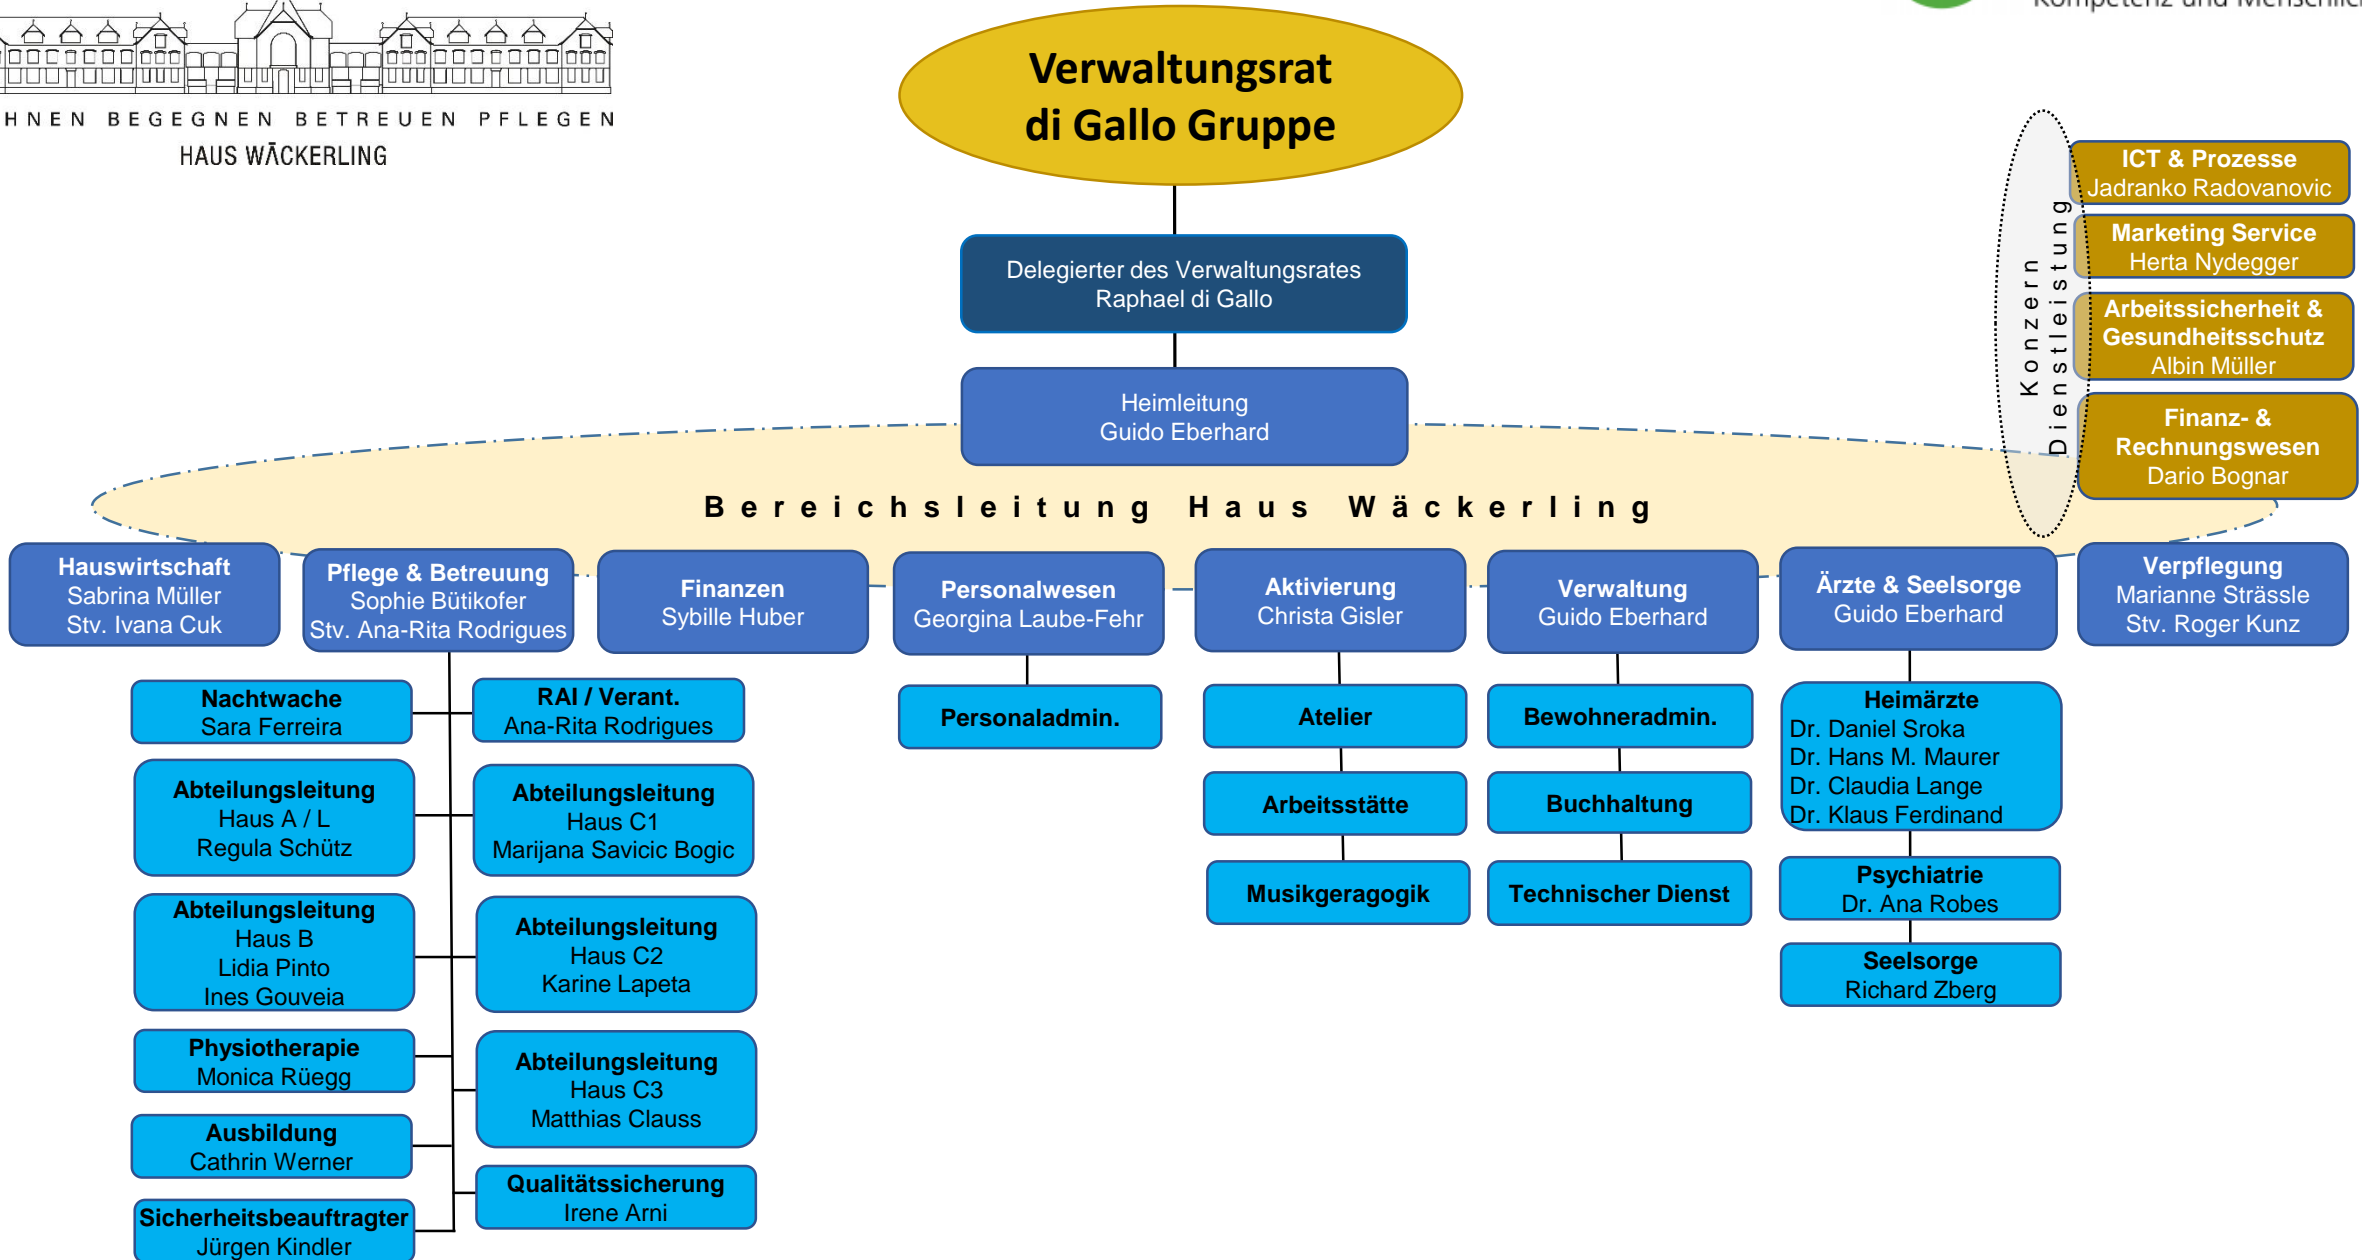 HNEN BEGEGNEN BETREUEN PFLEGEN
HAUS WÄCKERLING
Verwaltungsrat
di Gallo Gruppe
Delegierter des Verwaltungsrates
Raphael di Gallo
Heimleitung
Guido Eberhard
Konzern
Dienstleistung
ICT & Prozesse
Jadranko Radovanovic
Marketing Service
Herta Nydegger
Arbeitssicherheit &
Gesundheitsschutz
Albin Müller
Finanz- &
Rechnungswesen
Dario Bognar
Bereichsleitung Haus Wäckerling
Hauswirtschaft
Sabrina Müller
Stv. Ivana Cuk
Pflege & Betreuung
Sophie Bütikofer
Stv. Ana-Rita Rodrigues
Finanzen
Sybille Huber
Personalwesen
Georgina Laube-Fehr
Aktivierung
Christa Gisler
Verwaltung
Guido Eberhard
Ärzte & Seelsorge
Guido Eberhard
Verpflegung
Marianne Strässle
Stv. Roger Kunz
Nachtwache
Sara Ferreira
RAI / Verant.
Ana-Rita Rodrigues
Abteilungsleitung
Haus A / L
Regula Schütz
Abteilungsleitung
Haus C1
Marijana Savicic Bogic
Abteilungsleitung
Haus B
Lidia Pinto
Ines Gouveia
Abteilungsleitung
Haus C2
Karine Lapeta
Physiotherapie
Monica Rüegg
Abteilungsleitung
Haus C3
Matthias Clauss
Ausbildung
Cathrin Werner
Qualitätssicherung
Irene Arni
Sicherheitsbeauftragter
Jürgen Kindler
Personaladmin.
Atelier
Arbeitsstätte
Musikgeragogik
Bewohneradmin.
Buchhaltung
Technischer Dienst
Heimärzte
Dr. Daniel Sroka
Dr. Hans M. Maurer
Dr. Claudia Lange
Dr. Klaus Ferdinand
Psychiatrie
Dr. Ana Robes
Seelsorge
Richard Zberg